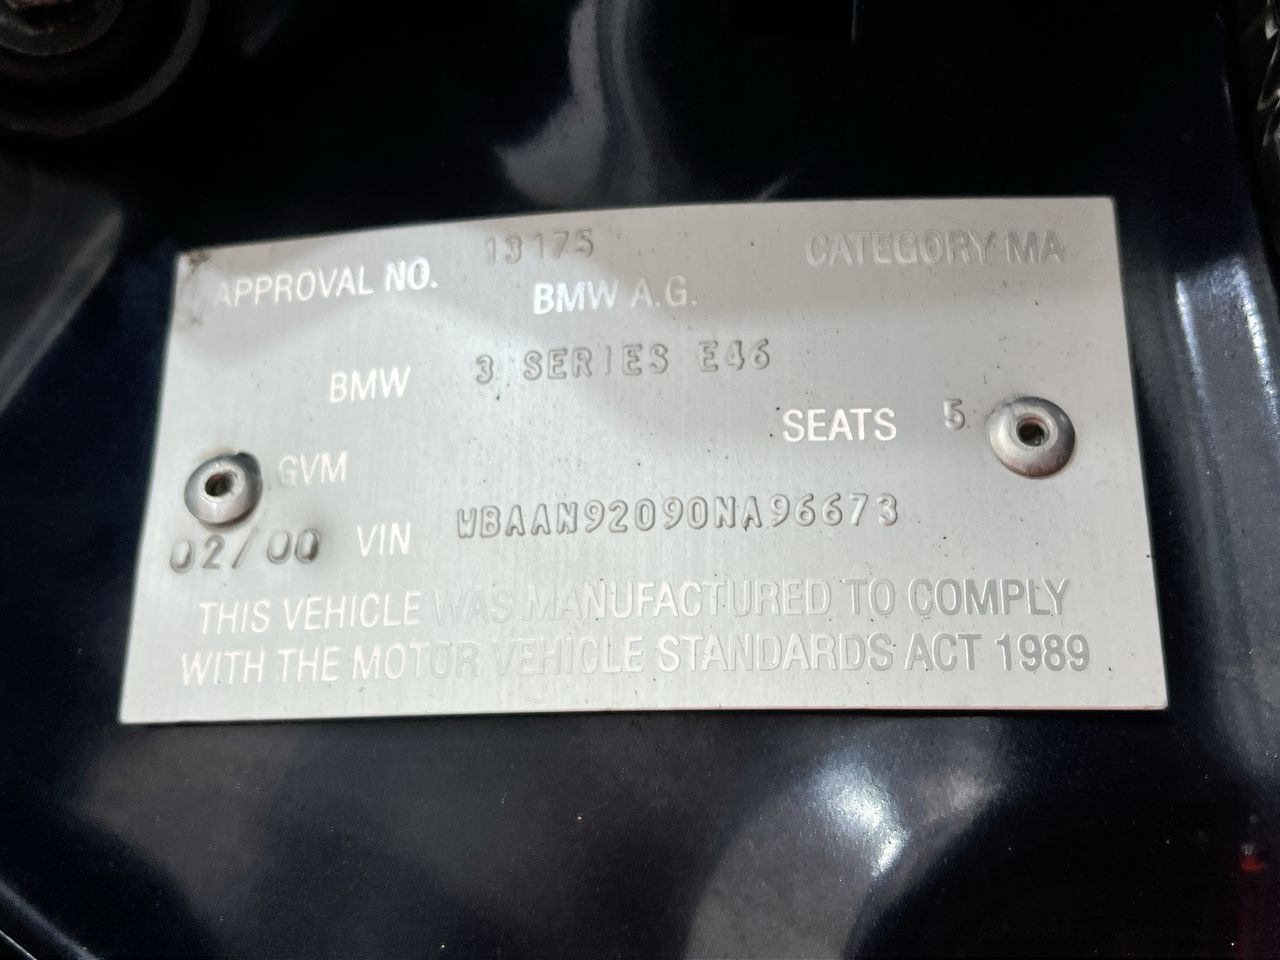 APPROVAL NO. 13175 CATEGORY MA
BMW A.G.
BMW 3 SERIES E46
SEATS 5
GVM
02/00 VIN WBAAN92090NA96673
THIS VEHICLE WAS MANUFACTURED TO COMPLY
WITH THE MOTOR VEHICLE STANDARDS ACT 1989